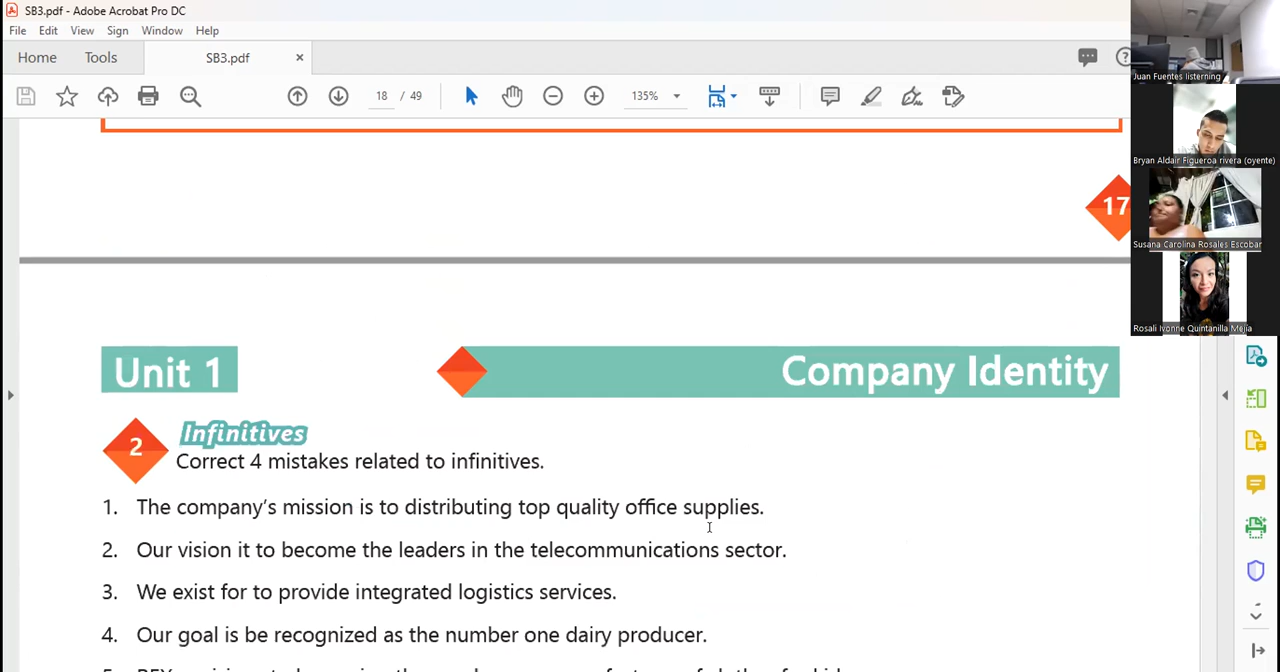 SB3.pdf - Adobe Acrobat Pro DC
File Edit View Sign Window Help
Home Tools SB3.pdf ×
18 / 49 135%
Juan Fuentes listerning
Bryan Aldair Figueroa rivera (oyente)
Susana Carolina Rosales Escobar
Rosali Ivonne Quintanilla Mejia
17
Unit 1 Company Identity
2 Infinitives
Correct 4 mistakes related to infinitives.
1. The company's mission is to distributing top quality office supplies.
2. Our vision it to become the leaders in the telecommunications sector.
3. We exist for to provide integrated logistics services.
4. Our goal is be recognized as the number one dairy producer.